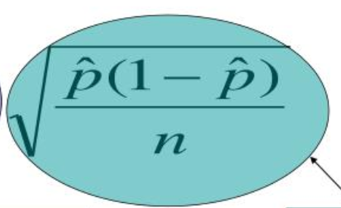 √(p̂(1 − p̂)/n)